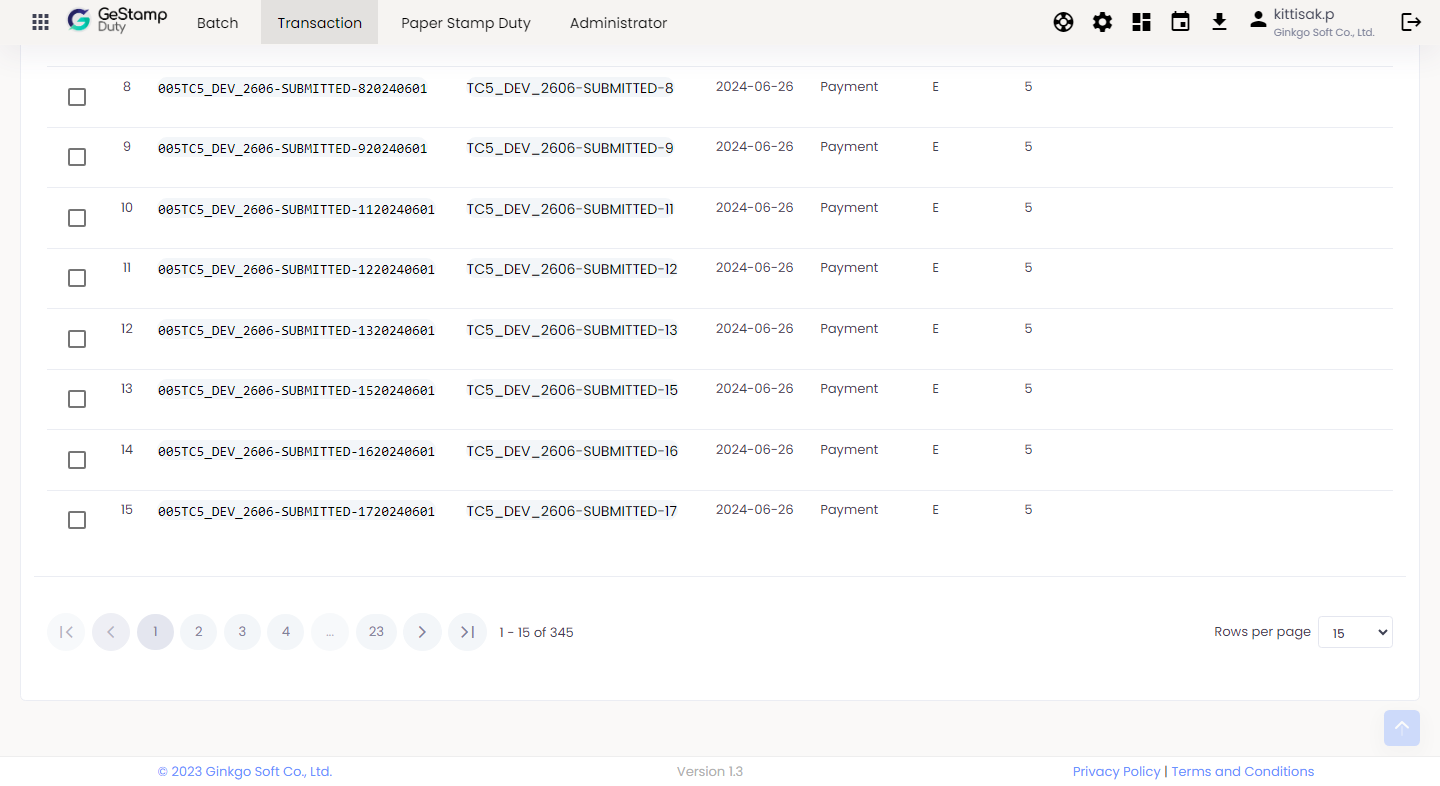 GeStamp
Duty
Batch
Transaction
Paper Stamp Duty
Administrator
kittisak.p
Ginkgo Soft Co., Ltd.
8 005TC5_DEV_2606-SUBMITTED-820240601 TC5_DEV_2606-SUBMITTED-8 2024-06-26 Payment E 5
9 005TC5_DEV_2606-SUBMITTED-920240601 TC5_DEV_2606-SUBMITTED-9 2024-06-26 Payment E 5
10 005TC5_DEV_2606-SUBMITTED-1120240601 TC5_DEV_2606-SUBMITTED-11 2024-06-26 Payment E 5
11 005TC5_DEV_2606-SUBMITTED-1220240601 TC5_DEV_2606-SUBMITTED-12 2024-06-26 Payment E 5
12 005TC5_DEV_2606-SUBMITTED-1320240601 TC5_DEV_2606-SUBMITTED-13 2024-06-26 Payment E 5
13 005TC5_DEV_2606-SUBMITTED-1520240601 TC5_DEV_2606-SUBMITTED-15 2024-06-26 Payment E 5
14 005TC5_DEV_2606-SUBMITTED-1620240601 TC5_DEV_2606-SUBMITTED-16 2024-06-26 Payment E 5
15 005TC5_DEV_2606-SUBMITTED-1720240601 TC5_DEV_2606-SUBMITTED-17 2024-06-26 Payment E 5
1 2 3 4 ... 23 1 - 15 of 345 Rows per page 15
© 2023 Ginkgo Soft Co., Ltd. Version 1.3 Privacy Policy | Terms and Conditions